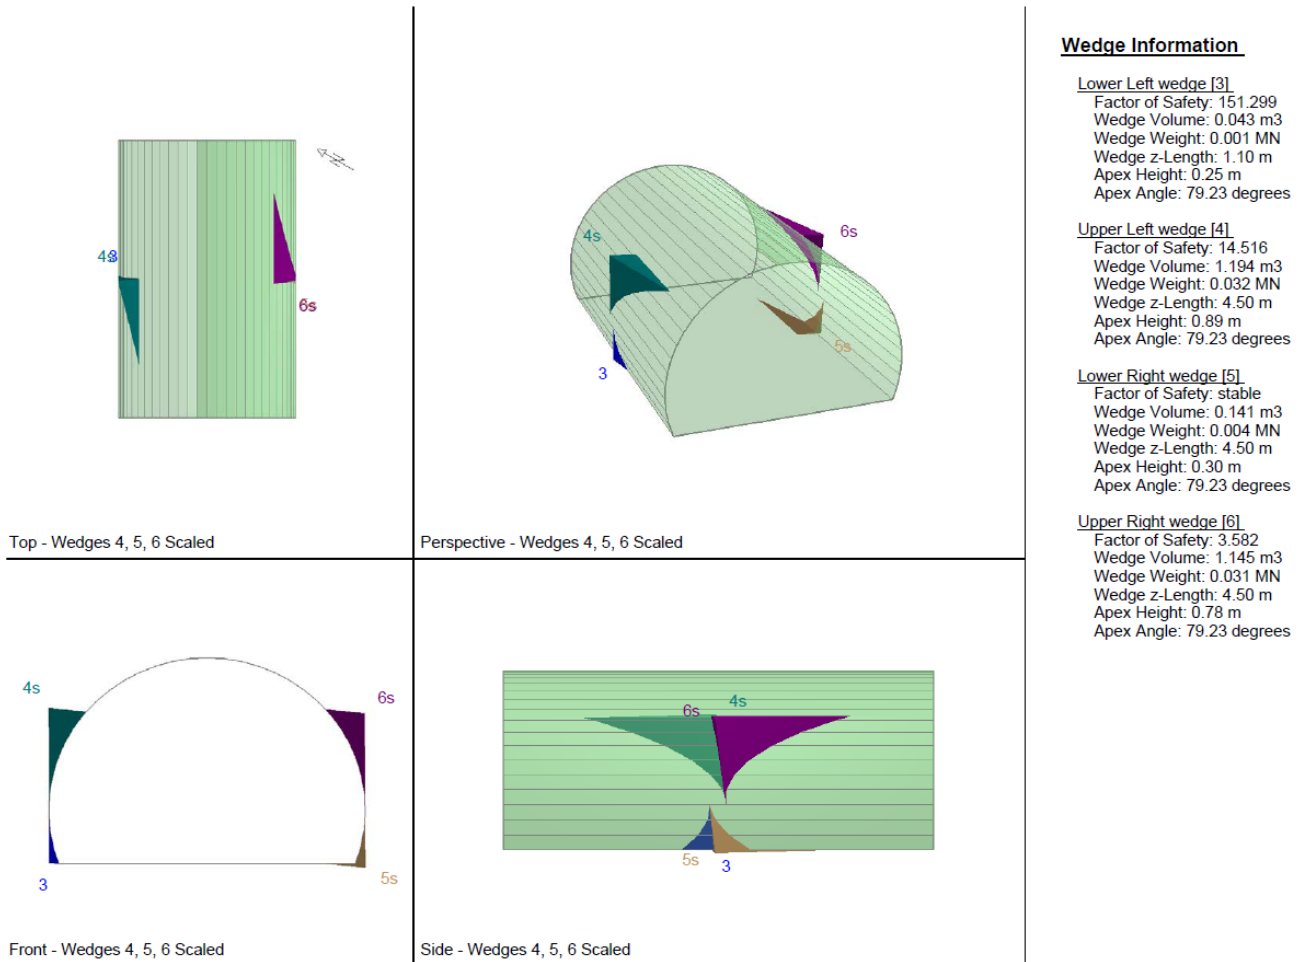 4s
3
6s
N
Top - Wedges 4, 5, 6 Scaled
4s
6s
3
5s
Perspective - Wedges 4, 5, 6 Scaled
4s
6s
3
5s
Front - Wedges 4, 5, 6 Scaled
6s
4s
5s
3
Side - Wedges 4, 5, 6 Scaled
Wedge Information
Lower Left wedge [3]
Factor of Safety: 151.299
Wedge Volume: 0.043 m3
Wedge Weight: 0.001 MN
Wedge z-Length: 1.10 m
Apex Height: 0.25 m
Apex Angle: 79.23 degrees
Upper Left wedge [4]
Factor of Safety: 14.516
Wedge Volume: 1.194 m3
Wedge Weight: 0.032 MN
Wedge z-Length: 4.50 m
Apex Height: 0.89 m
Apex Angle: 79.23 degrees
Lower Right wedge [5]
Factor of Safety: stable
Wedge Volume: 0.141 m3
Wedge Weight: 0.004 MN
Wedge z-Length: 4.50 m
Apex Height: 0.30 m
Apex Angle: 79.23 degrees
Upper Right wedge [6]
Factor of Safety: 3.582
Wedge Volume: 1.145 m3
Wedge Weight: 0.031 MN
Wedge z-Length: 4.50 m
Apex Height: 0.78 m
Apex Angle: 79.23 degrees